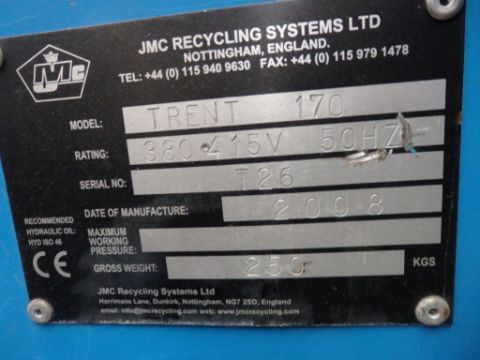 JMC RECYCLING SYSTEMS LTD
NOTTINGHAM, ENGLAND.
TEL: +44 (0) 115 940 9630 FAX: +44 (0) 115 979 1478
JMC
MODEL: TRENT 170
RATING: 380 415V 50HZ
SERIAL NO: T26
DATE OF MANUFACTURE: 2008
RECOMMENDED
HYDRAULIC OIL:
HYD ISO 46
MAXIMUM
WORKING
PRESSURE:
CE
GROSS WEIGHT: 250 KGS
JMC Recycling Systems Ltd
Harrimans Lane, Dunkirk, Nottingham, NG7 2SD, England
email: info@jmcrecycling.com web: www.jmcrecycling.com